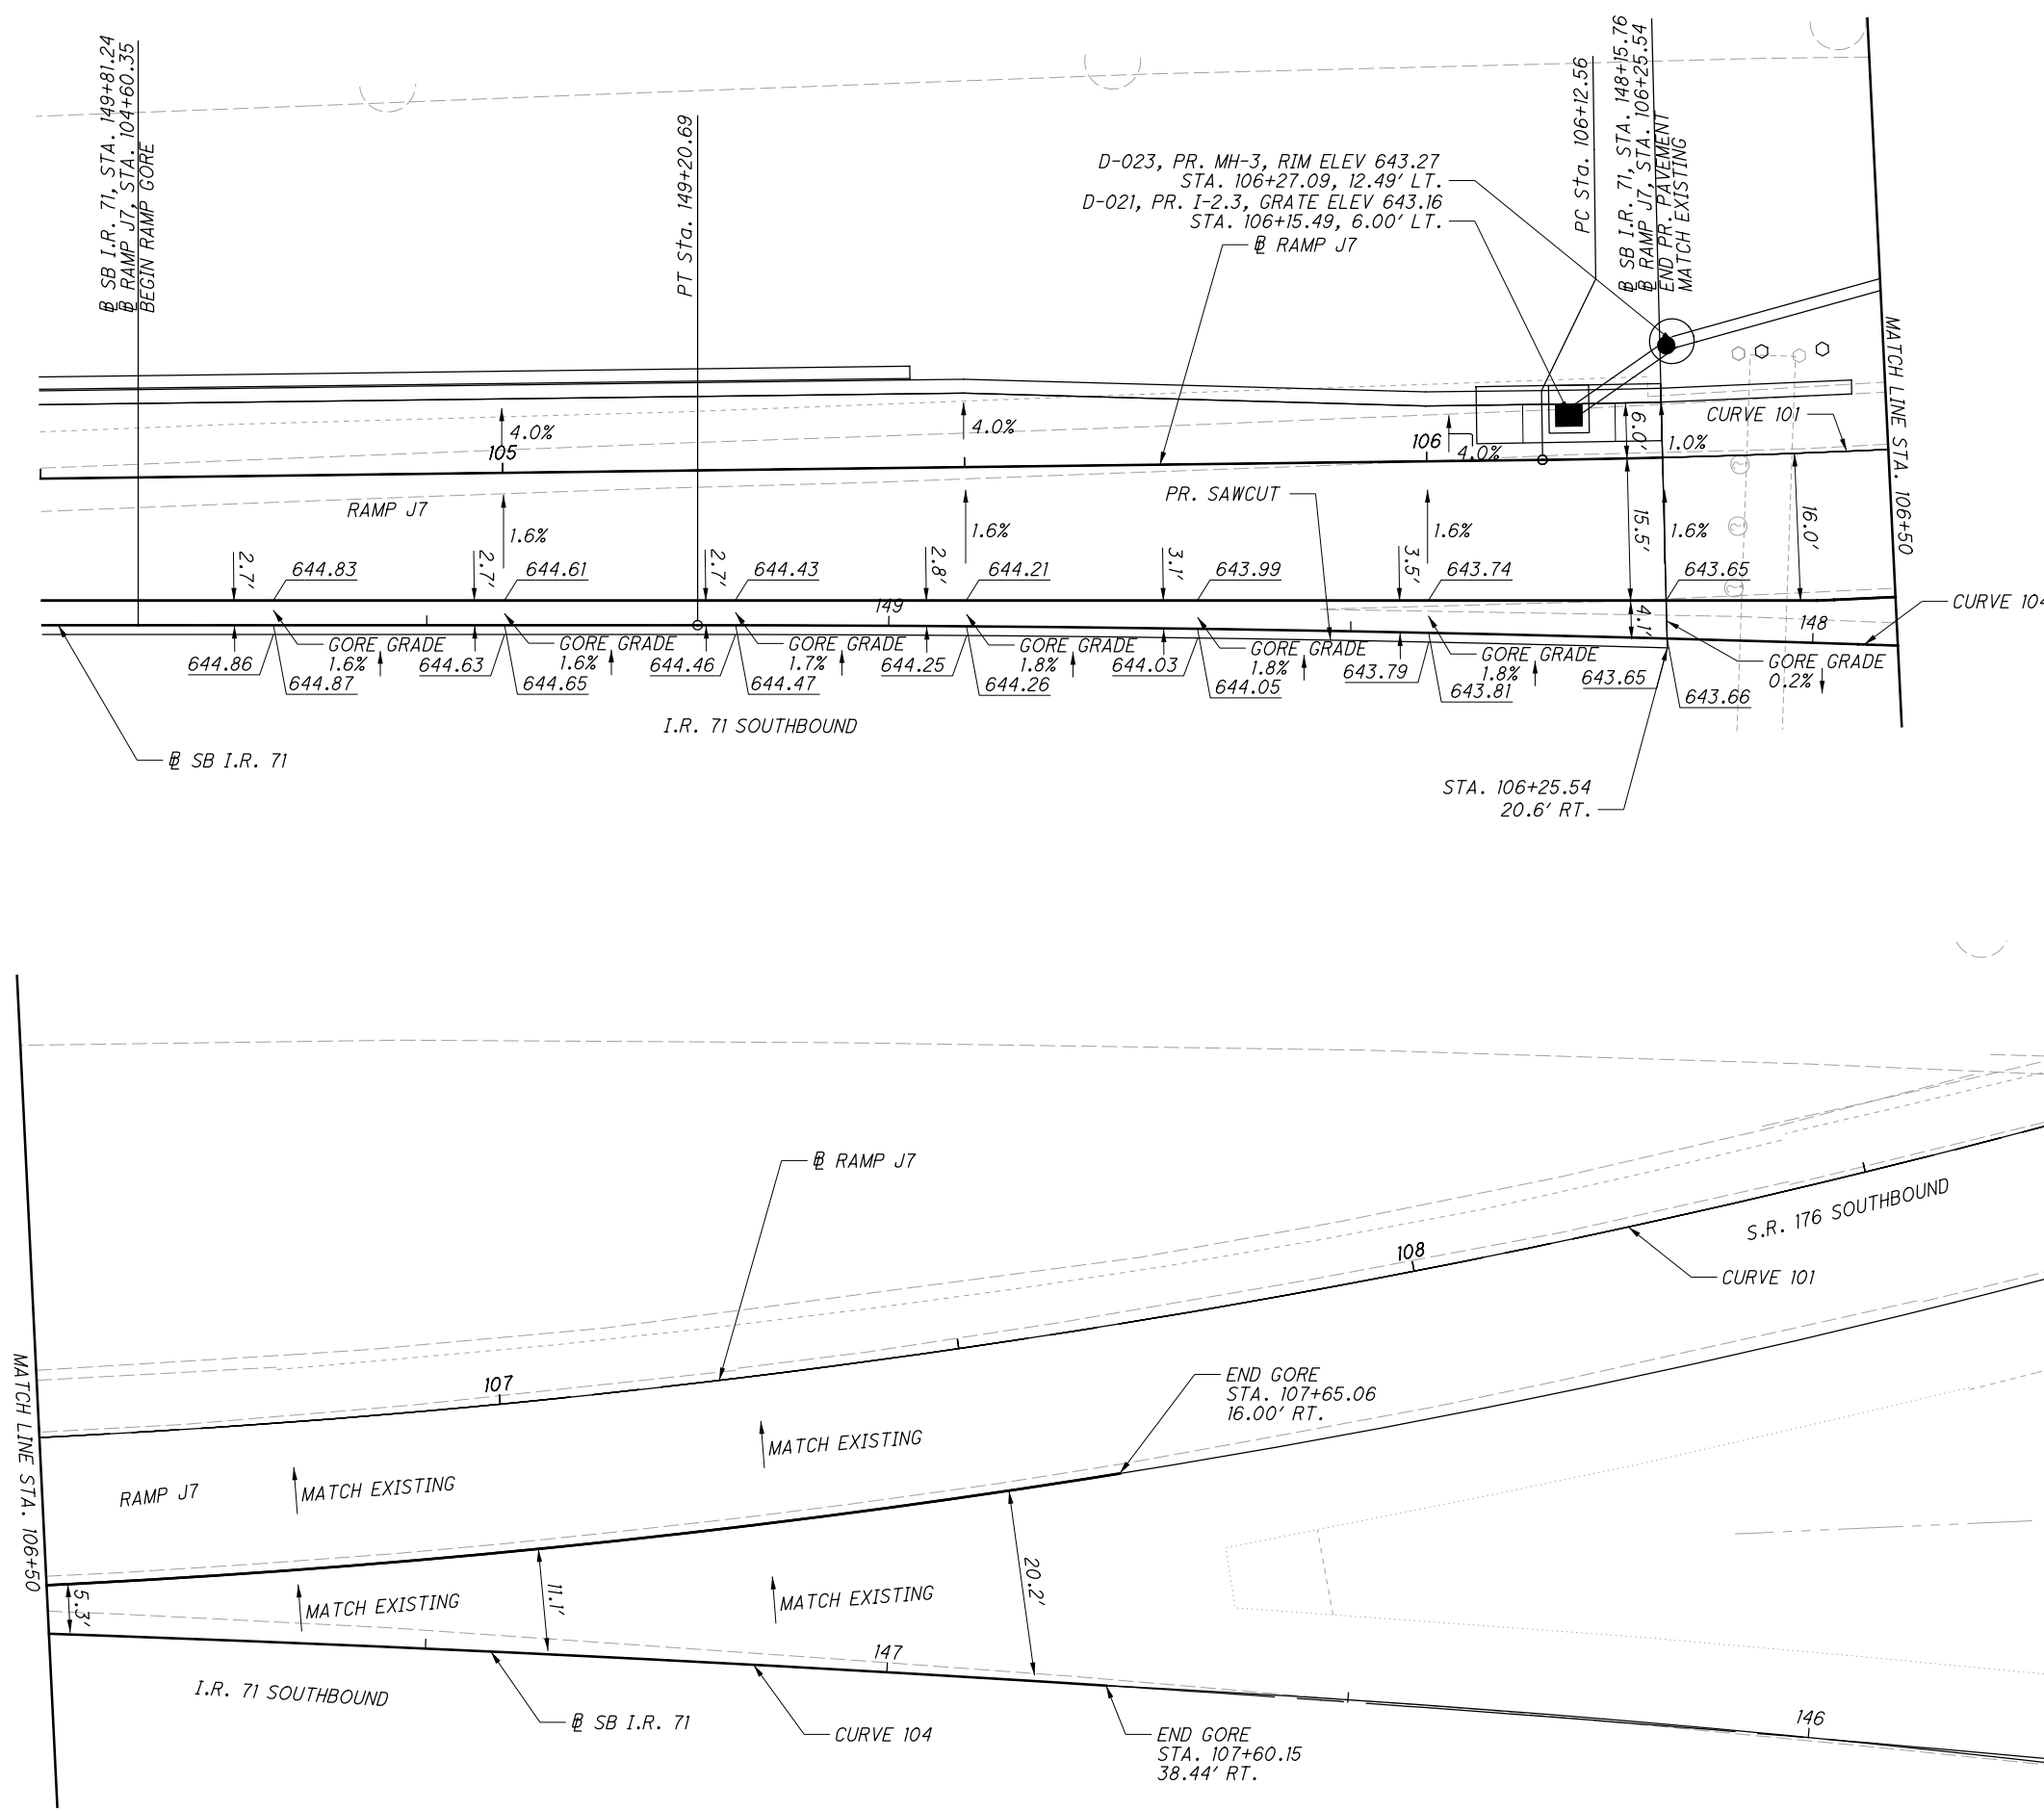 ℄ SB I.R. 71, STA. 149+81.24
℄ RAMP J7, STA. 104+60.35
BEGIN RAMP GORE
PT Sta. 149+20.69
D-023, PR. MH-3, RIM ELEV 643.27
STA. 106+27.09, 12.49' LT.
D-021, PR. I-2.3, GRATE ELEV 643.16
STA. 106+15.49, 6.00' LT.
℄ RAMP J7
PC Sta. 106+12.56
℄ SB I.R. 71, STA. 148+15.76
℄ RAMP J7, STA. 106+25.54
END PR. PAVEMENT
MATCH EXISTING
MATCH LINE STA. 106+50
4.0%
105
4.0%
106
4.0%
6.0'
1.0%
CURVE 101
RAMP J7
PR. SAWCUT
1.6%
1.6%
1.6%
15.5'
1.6%
16.0'
2.7'
644.83
2.7'
644.61
2.7'
644.43
2.8'
644.21
3.1'
643.99
3.5'
643.74
643.65
149
4.1'
148
CURVE 104
644.86
GORE GRADE
1.6%
644.87
644.63
GORE GRADE
1.6%
644.65
644.46
GORE GRADE
1.7%
644.47
644.25
GORE GRADE
1.8%
644.26
644.03
GORE GRADE
1.8%
644.05
643.79
GORE GRADE
1.8%
643.81
643.65
GORE GRADE
0.2%
643.66
I.R. 71 SOUTHBOUND
℄ SB I.R. 71
STA. 106+25.54
20.6' RT.
MATCH LINE STA. 106+50
℄ RAMP J7
108
S.R. 176 SOUTHBOUND
CURVE 101
107
END GORE
STA. 107+65.06
16.00' RT.
MATCH EXISTING
RAMP J7
MATCH EXISTING
5.3'
MATCH EXISTING
11.1'
MATCH EXISTING
20.2'
147
I.R. 71 SOUTHBOUND
℄ SB I.R. 71
CURVE 104
END GORE
STA. 107+60.15
38.44' RT.
146